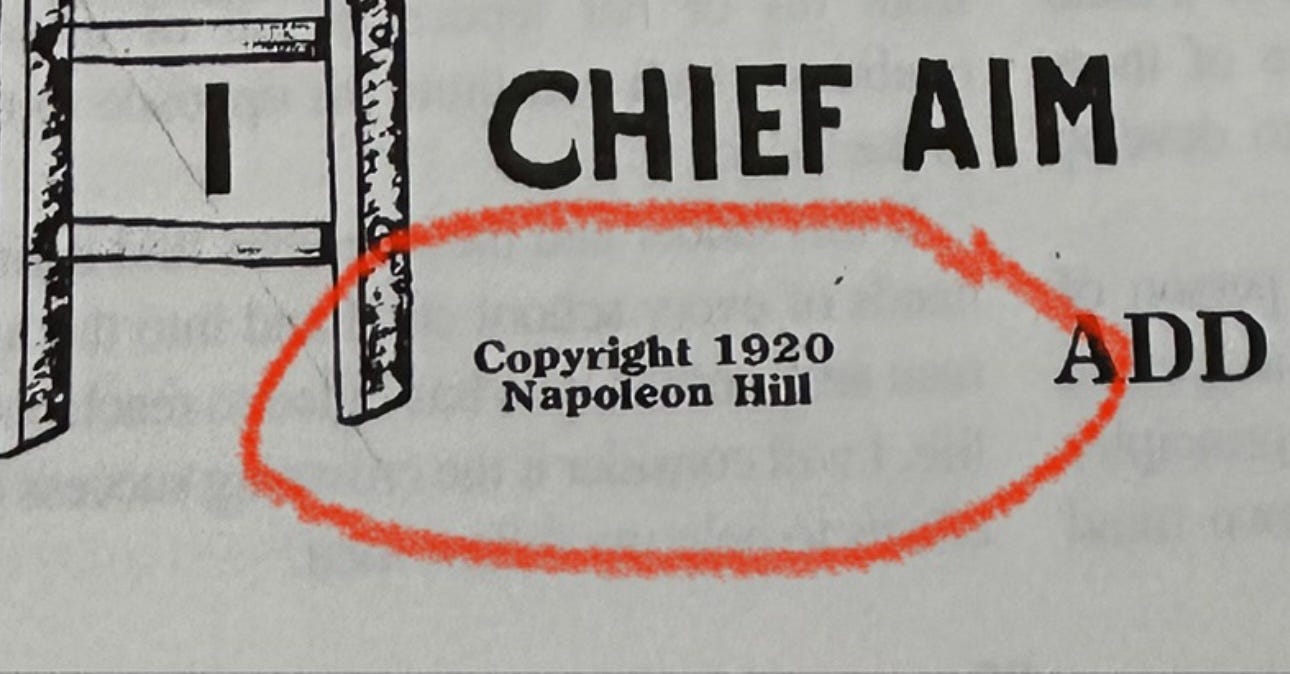 I CHIEF AIM
Copyright 1920
Napoleon Hill
ADD